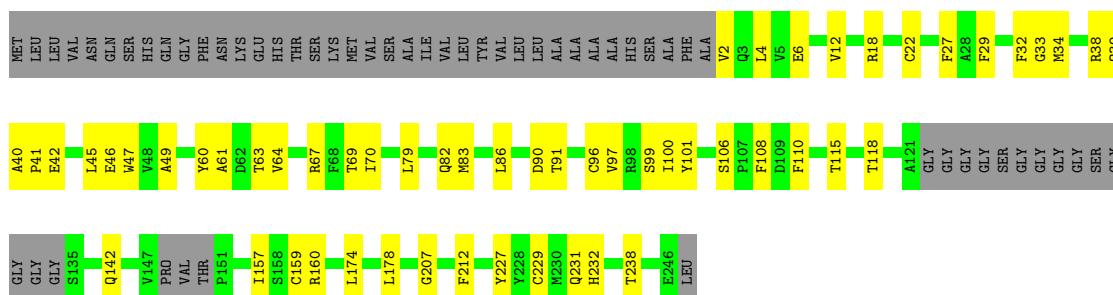 MET LEU LEU VAL ASN GLN SER HIS GLN GLY PHE ASN LYS GLU HIS THR SER LYS MET VAL SER ALA ILE VAL LEU TYR VAL LEU LEU ALA ALA ALA ALA HIS SER ALA PHE ALA V2 Q3 L4 V5 E6 V12 R18 C22 F27 A28 F29 F32 G33 M34 R38
A40 P41 E42 L45 E46 W47 V48 A49 Y60 A61 D62 T63 V64 R67 F68 T69 I70 L79 Q82 M83 L86 D90 T91 C96 V97 R98 S99 I100 Y101 S106 P107 F108 D109 F110 T115 T118 A121 GLY GLY GLY GLY SER GLY GLY GLY GLY SER GLY
GLY GLY GLY S135 Q142 V147 PRO VAL THR P151 I157 S158 C159 R160 L174 L178 G207 F212 Y227 Y228 C229 M230 Q231 H232 T238 E246 LEU